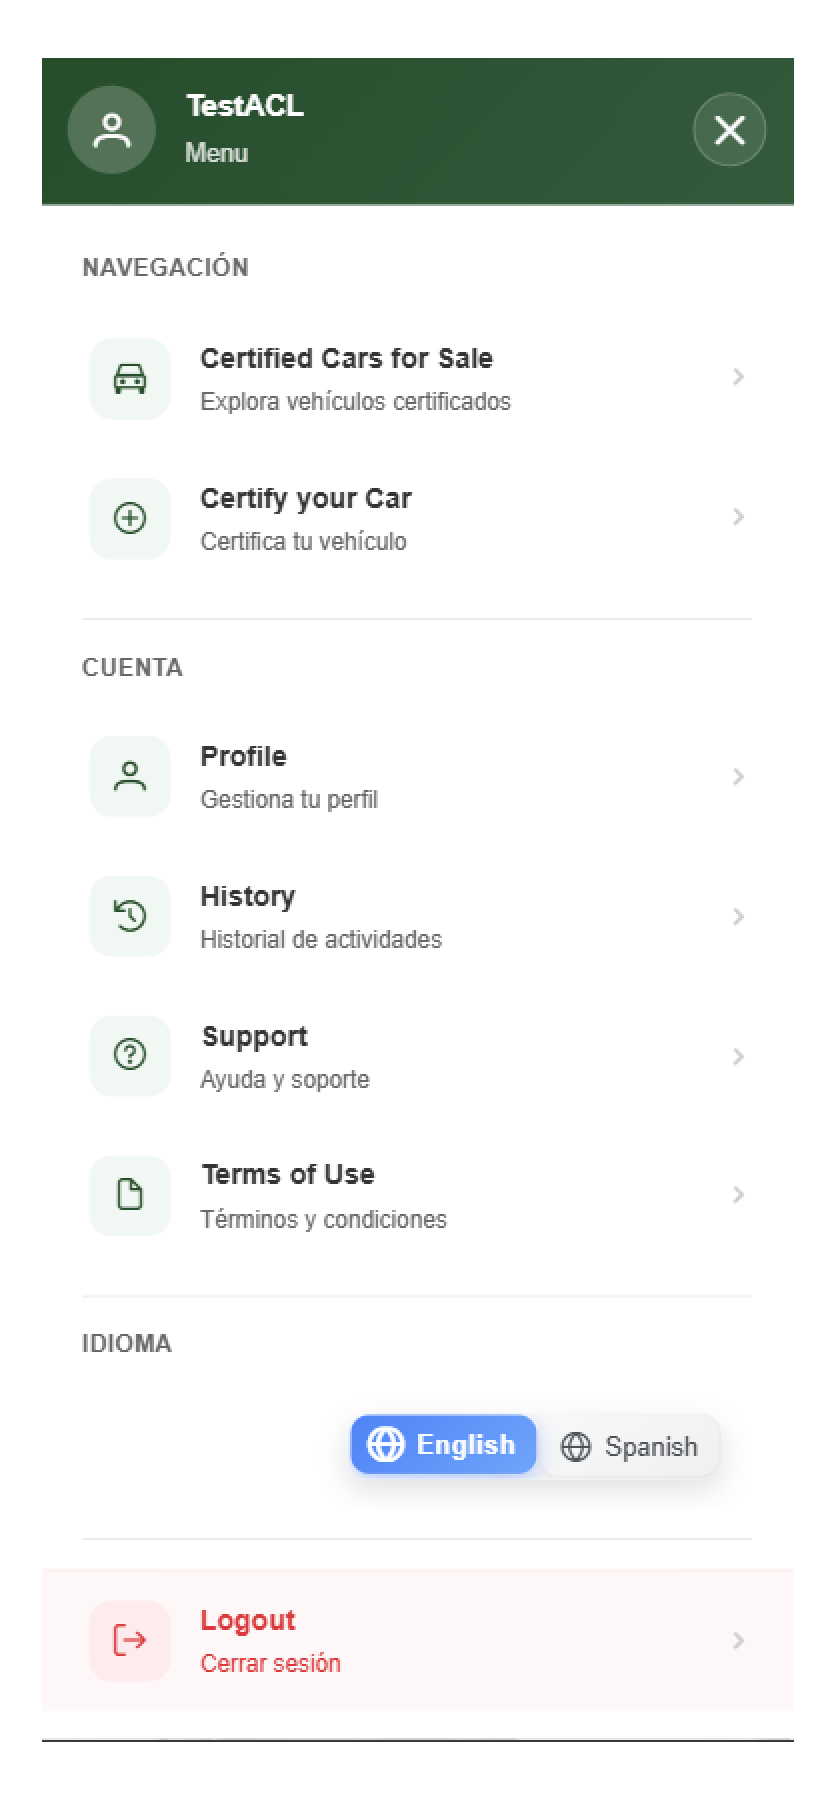 TestACL
Menu
NAVEGACIÓN
Certified Cars for Sale
Explora vehículos certificados
Certify your Car
Certifica tu vehículo
CUENTA
Profile
Gestiona tu perfil
History
Historial de actividades
Support
Ayuda y soporte
Terms of Use
Términos y condiciones
IDIOMA
English
Spanish
Logout
Cerrar sesión